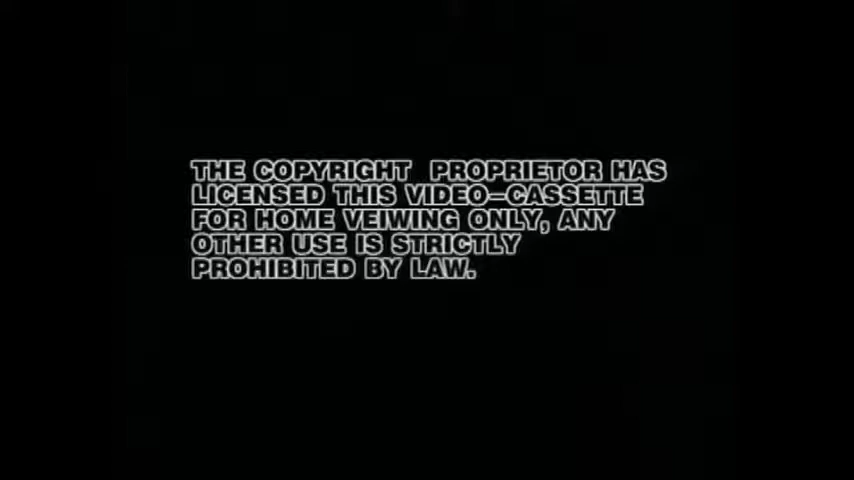 THE COPYRIGHT  PROPRIETOR HAS
LICENSED THIS VIDEO-CASSETTE
FOR HOME VEIWING ONLY, ANY
OTHER USE IS STRICTLY
PROHIBITED BY LAW.